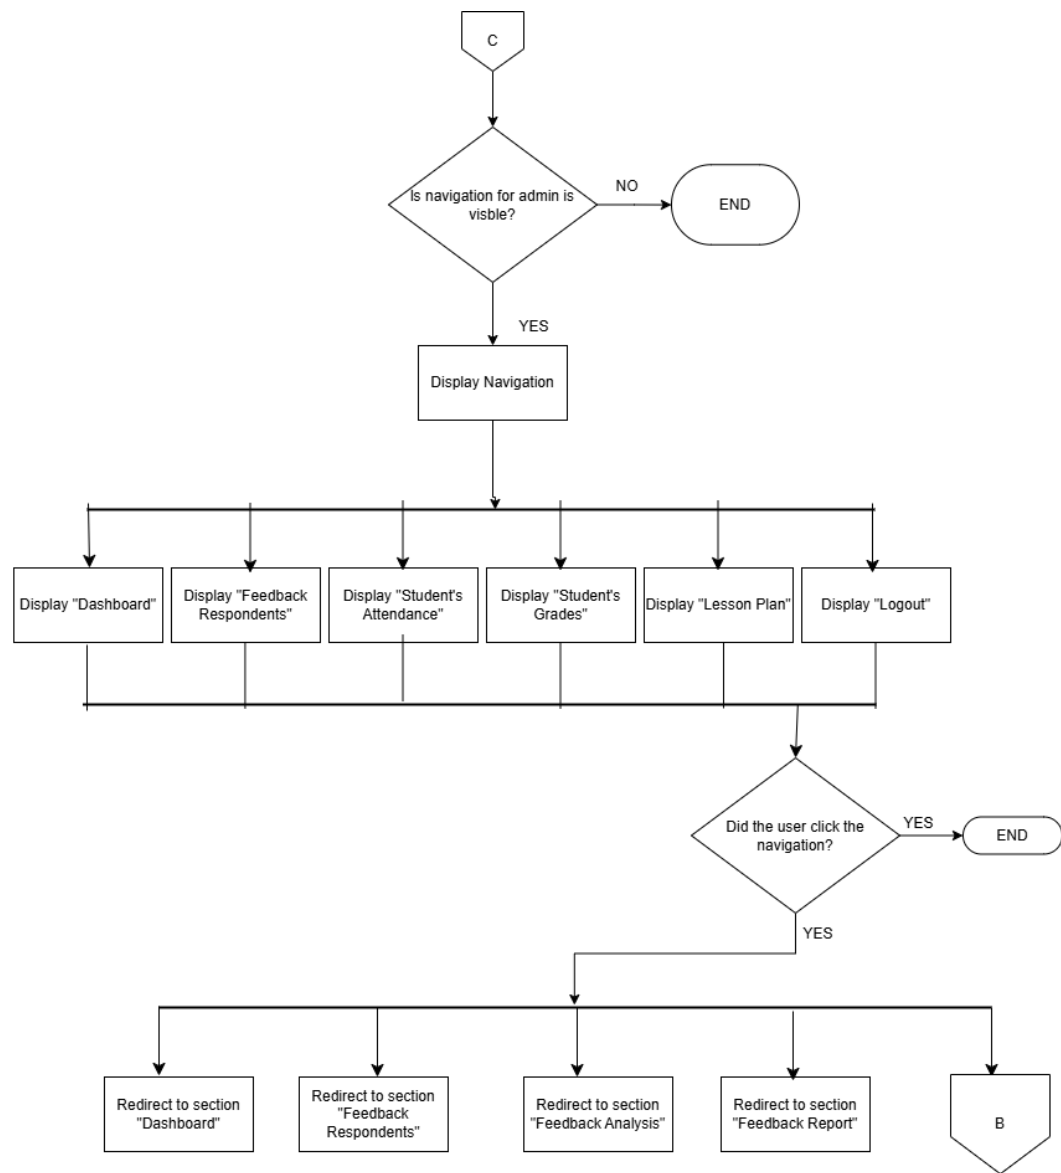 C
Is navigation for admin is
visble?
NO
END
YES
Display Navigation
Display "Dashboard"
Display "Feedback
Respondents"
Display "Student's
Attendance"
Display "Student's
Grades"
Display "Lesson Plan"
Display "Logout"
Did the user click the
navigation?
YES
END
YES
Redirect to section
"Dashboard"
Redirect to section
"Feedback
Respondents"
Redirect to section
"Feedback Analysis"
Redirect to section
"Feedback Report"
B